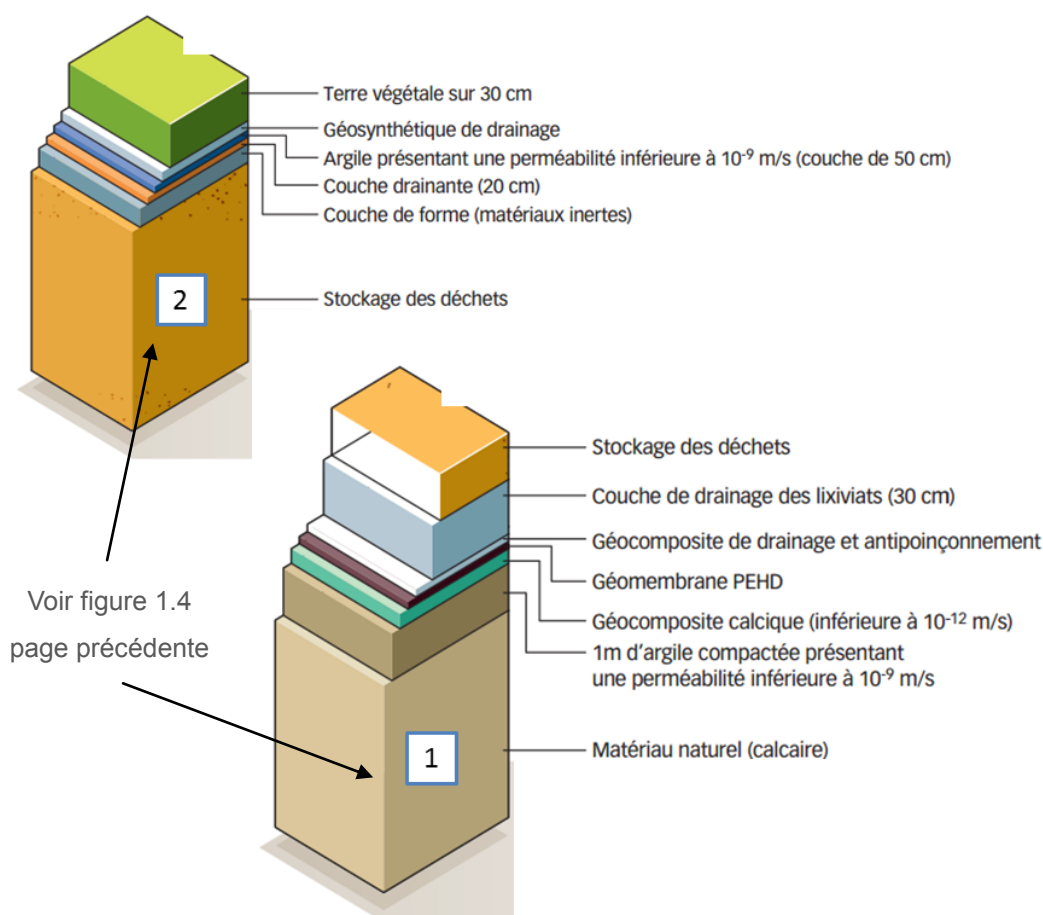 Terre végétale sur 30 cm
Géosynthétique de drainage
Argile présentant une perméabilité inférieure à 10⁻⁹ m/s (couche de 50 cm)
Couche drainante (20 cm)
Couche de forme (matériaux inertes)
2
Stockage des déchets
Stockage des déchets
Couche de drainage des lixiviats (30 cm)
Géocomposite de drainage et antipoinçonnement
Géomembrane PEHD
Géocomposite calcique (inférieure à 10⁻¹² m/s)
1m d'argile compactée présentant
une perméabilité inférieure à 10⁻⁹ m/s
Matériau naturel (calcaire)
1
Voir figure 1.4
page précédente